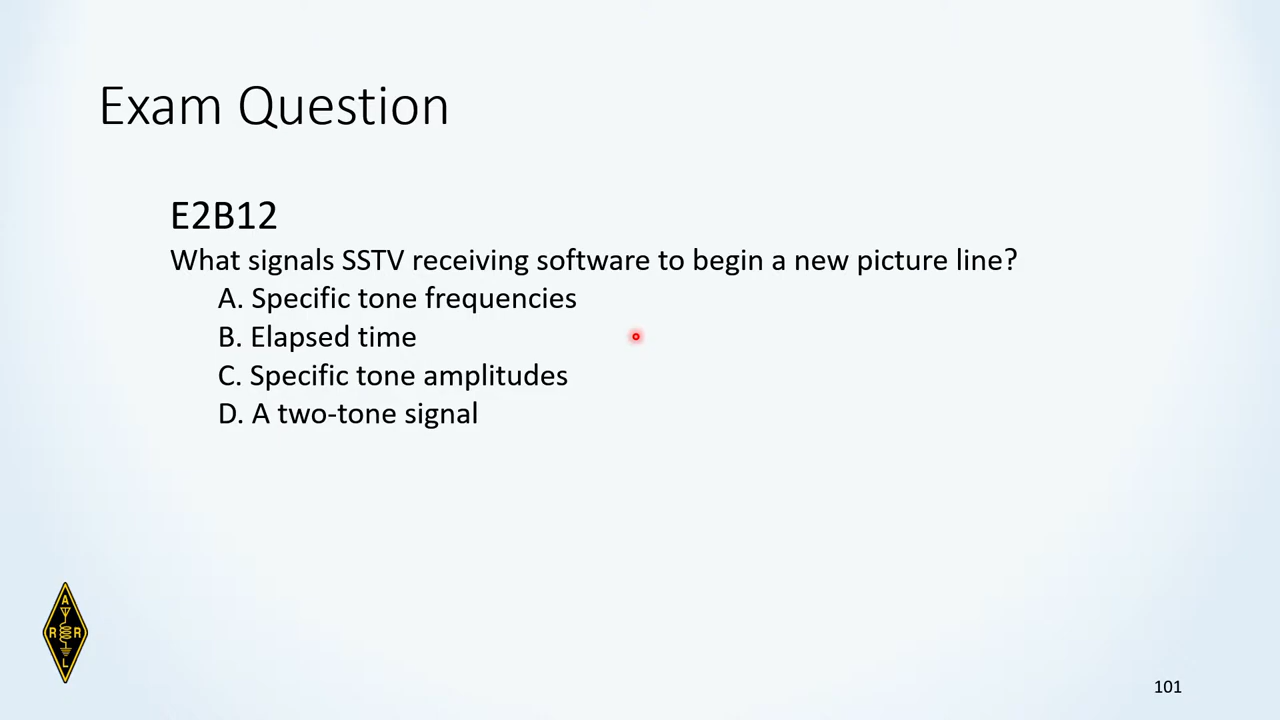 Exam Question
E2B12
What signals SSTV receiving software to begin a new picture line?
A. Specific tone frequencies
B. Elapsed time
C. Specific tone amplitudes
D. A two-tone signal
A
R R
L
101